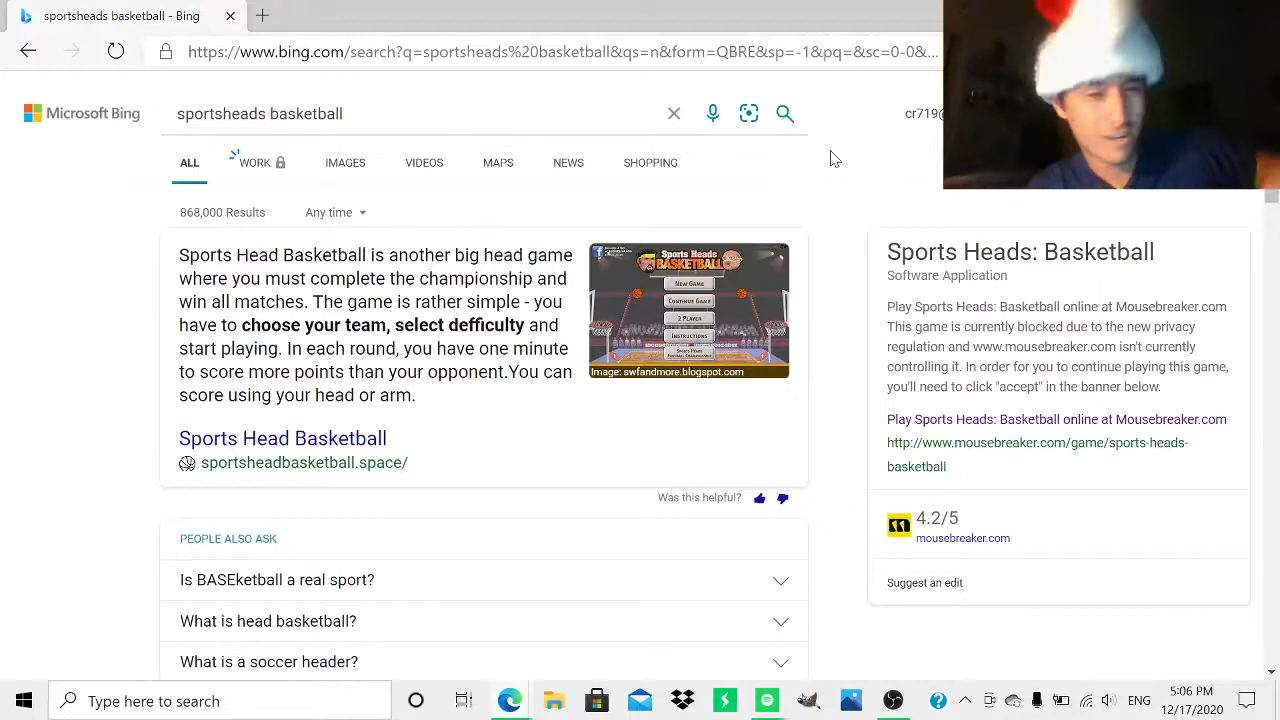 sportsheads basketball - Bing
https://www.bing.com/search?q=sportsheads%20basketball&qs=n&form=QBRE&sp=-1&pq=&sc=0-0&...
Microsoft Bing
sportsheads basketball
cr719@
ALL
WORK
IMAGES
VIDEOS
MAPS
NEWS
SHOPPING
868,000 Results
Any time
Sports Head Basketball is another big head game
where you must complete the championship and
win all matches. The game is rather simple - you
have to choose your team, select defficulty and
start playing. In each round, you have one minute
to score more points than your opponent.You can
score using your head or arm.
Sports Heads
BASKETBALL
NEW GAME
CONTINUE GAME
2 PLAYER
INSTRUCTIONS
SPORTS HEADS
FOOTBALL CHAMPIONSHIP
Image: swfandmore.blogspot.com
Sports Head Basketball
sportsheadbasketball.space/
Was this helpful?
PEOPLE ALSO ASK
Is BASEketball a real sport?
What is head basketball?
What is a soccer header?
Sports Heads: Basketball
Software Application
Play Sports Heads: Basketball online at Mousebreaker.com
This game is currently blocked due to the new privacy
regulation and www.mousebreaker.com isn't currently
controlling it. In order for you to continue playing this game,
you'll need to click "accept" in the banner below.
Play Sports Heads: Basketball online at Mousebreaker.com
http://www.mousebreaker.com/game/sports-heads-
basketball
4.2/5
mousebreaker.com
Suggest an edit
Type here to search
ENG
5:06 PM
12/17/2020